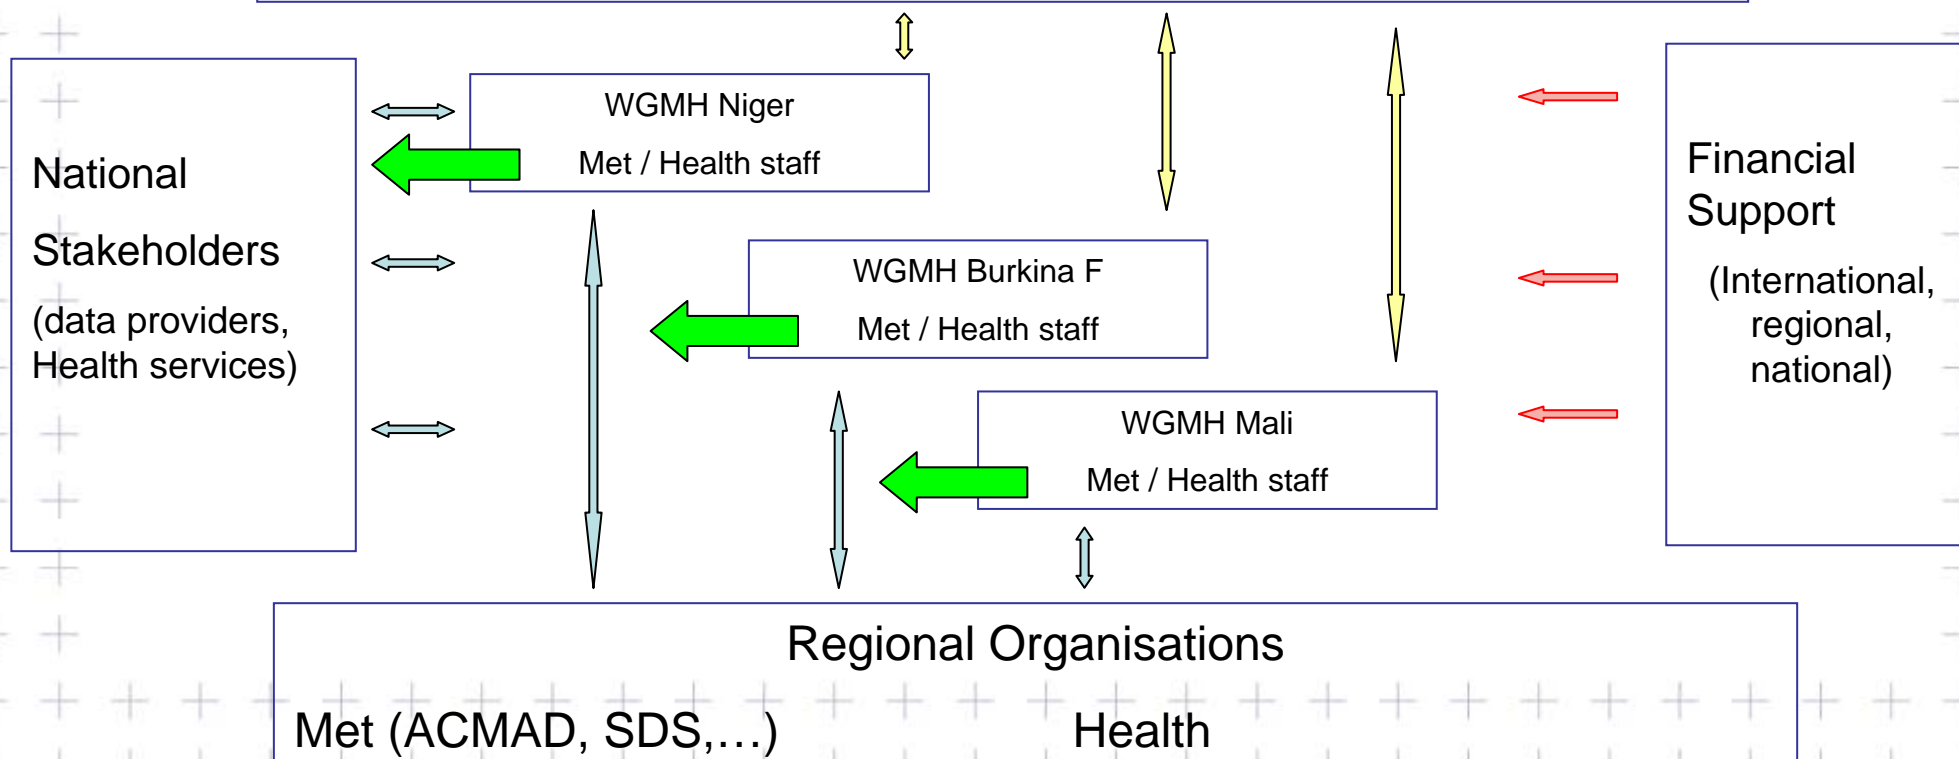 WGMH Niger
Met / Health staff
National
Stakeholders
(data providers,
Health services)
WGMH Burkina F
Met / Health staff
WGMH Mali
Met / Health staff
Financial
Support
(International,
regional,
national)
Regional Organisations
Met (ACMAD, SDS,…)
Health